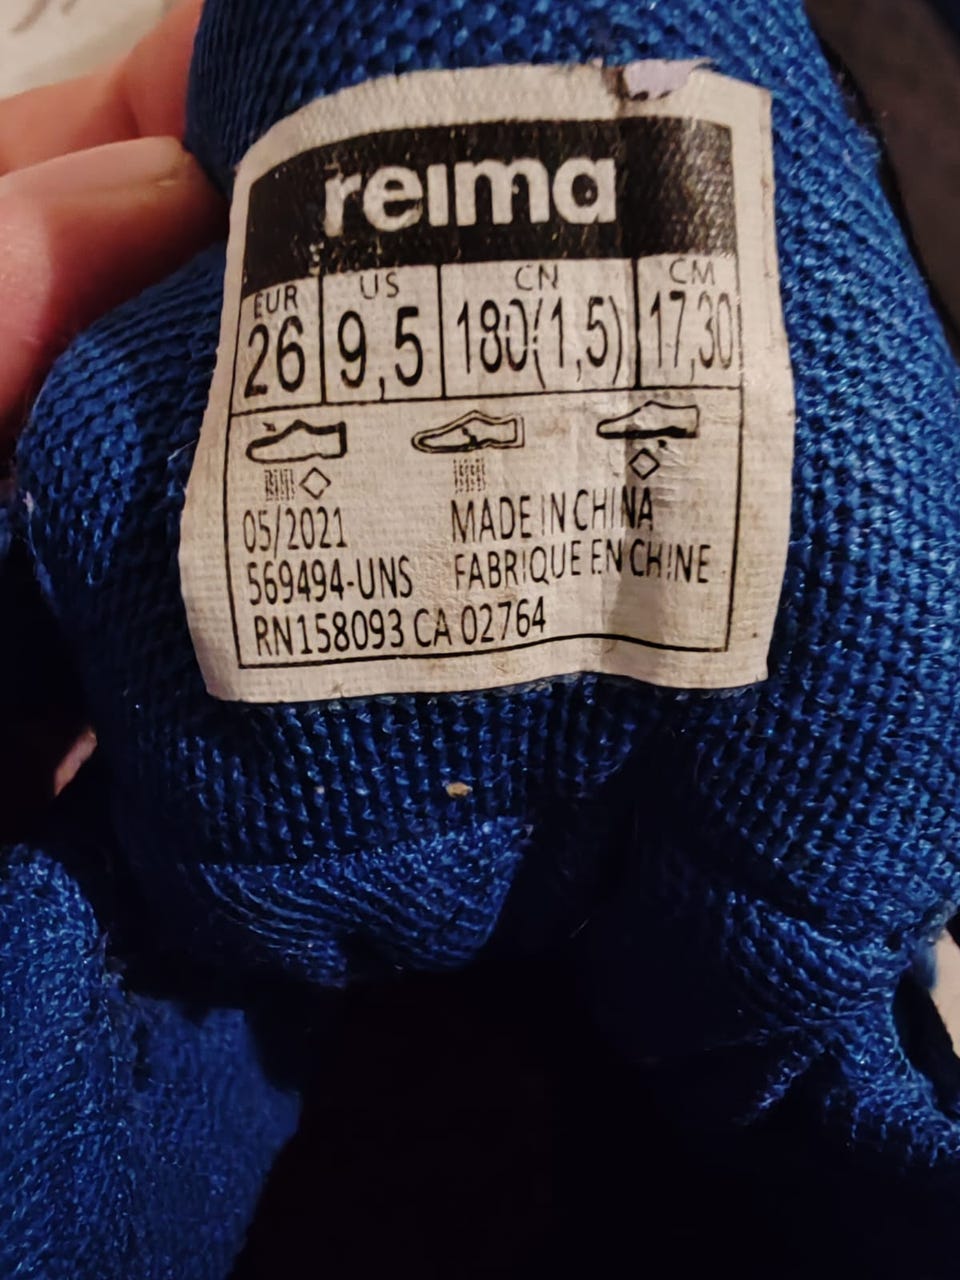 reima
EUR US CN CM
26 9,5 180(1,5) 17,30
05/2021 MADE IN CHINA
569494-UNS FABRIQUE EN CHINE
RN158093 CA 02764